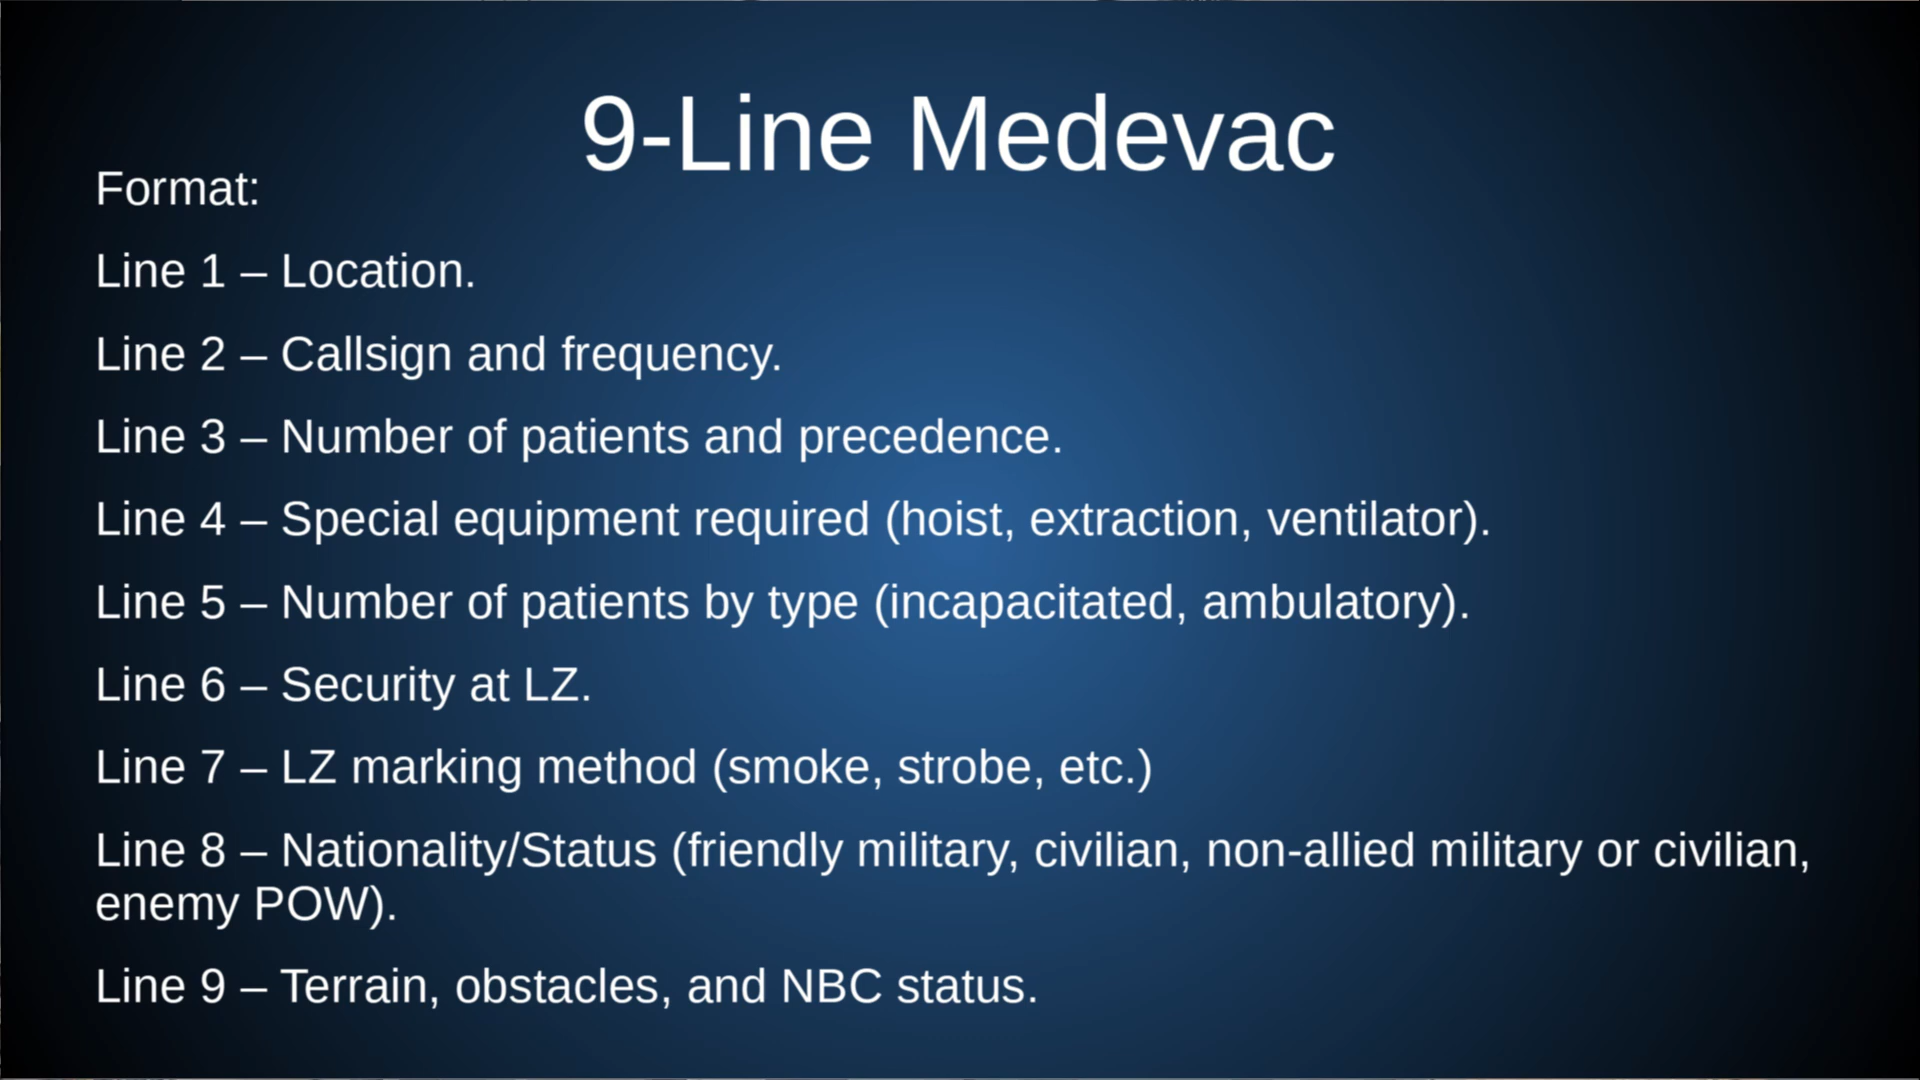 9-Line Medevac
Format:
Line 1 – Location.
Line 2 – Callsign and frequency.
Line 3 – Number of patients and precedence.
Line 4 – Special equipment required (hoist, extraction, ventilator).
Line 5 – Number of patients by type (incapacitated, ambulatory).
Line 6 – Security at LZ.
Line 7 – LZ marking method (smoke, strobe, etc.)
Line 8 – Nationality/Status (friendly military, civilian, non-allied military or civilian,
enemy POW).
Line 9 – Terrain, obstacles, and NBC status.